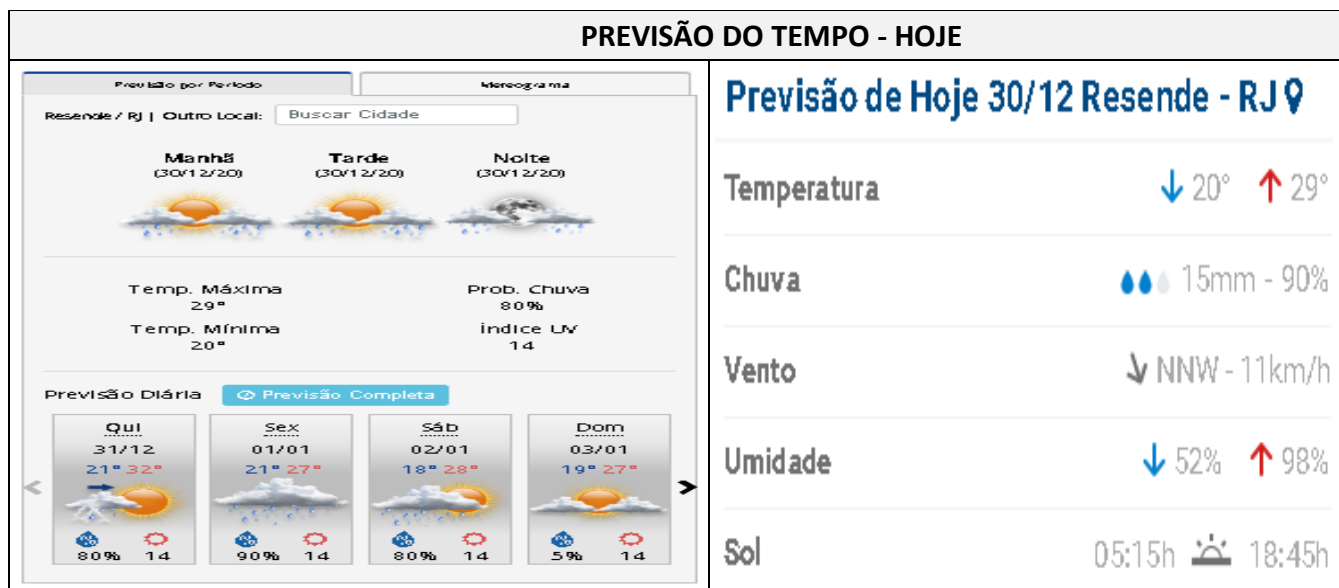 PREVISÃO DO TEMPO - HOJE
Previsão por Período
Meteograma
Resende / RJ | Outro Local: Buscar Cidade
Manhã Tarde Noite
(30/12/20) (30/12/20) (30/12/20)
Temp. Máxima Prob. Chuva
29° 80%
Temp. Mínima Índice UV
20° 14
Previsão Diária Previsão Completa
Qui Sex Sáb Dom
31/12 01/01 02/01 03/01
21° 32° 21° 27° 18° 28° 19° 27°
< >
80% 14 90% 14 80% 14 5% 14
Previsão de Hoje 30/12 Resende - RJ
Temperatura ↓ 20° ↑ 29°
Chuva 15mm - 90%
Vento NNW - 11km/h
Umidade ↓ 52% ↑ 98%
Sol 05:15h 18:45h